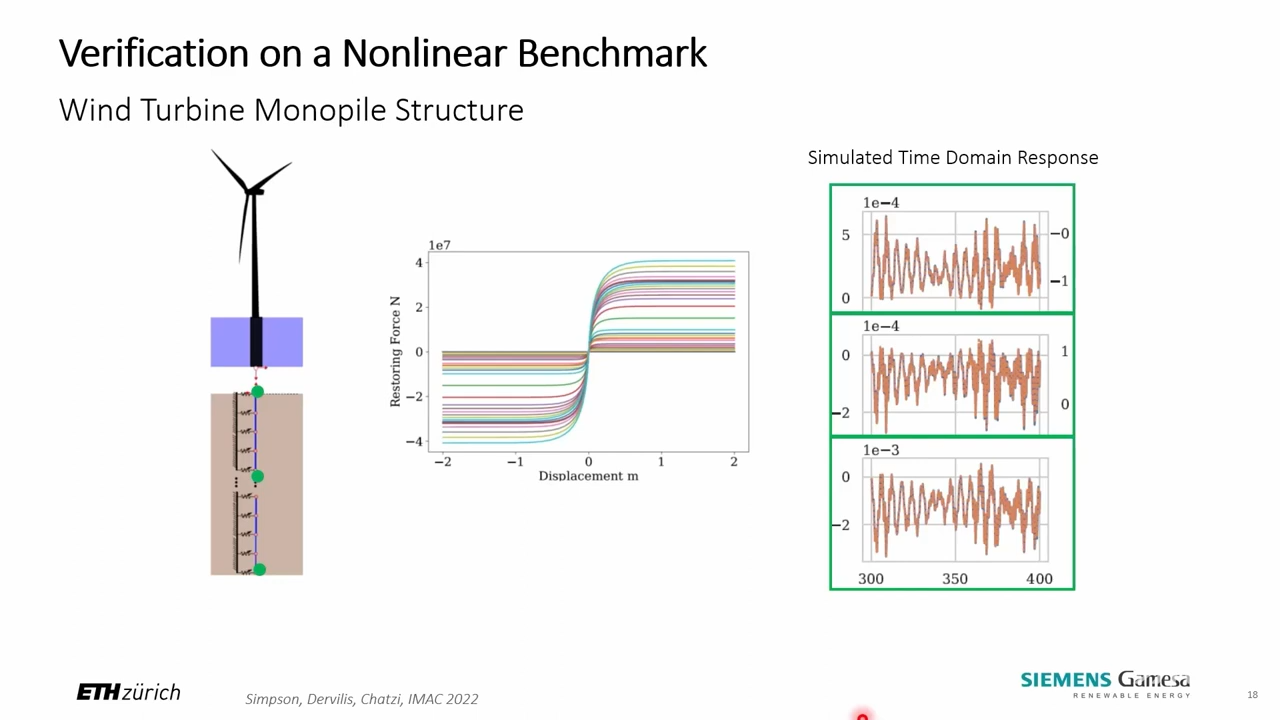 Verification on a Nonlinear Benchmark
Wind Turbine Monopile Structure
Simulated Time Domain Response
1e7
4
2
0
−2
−4
Restoring Force N
−2 −1 0 1 2
Displacement m
1e−4
5
0
−0
−1
1e−4
0
−2
1
0
1e−3
0
−2
300 350 400
ETH zürich
Simpson, Dervilis, Chatzi, IMAC 2022
SIEMENS Gamesa
RENEWABLE ENERGY
18